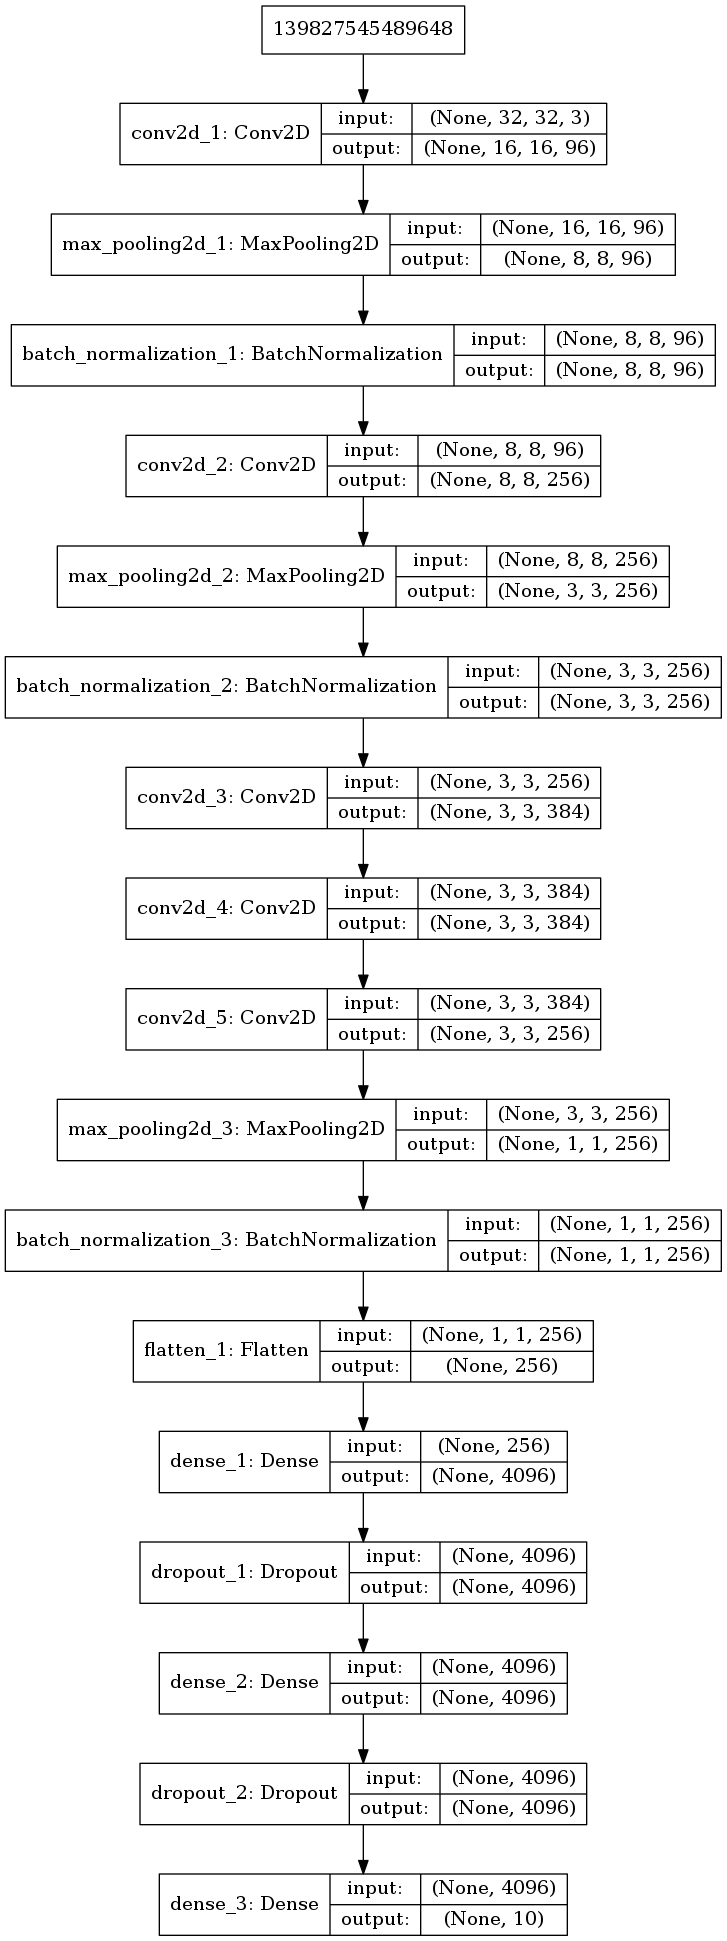 139827545489648
conv2d_1: Conv2D
input: (None, 32, 32, 3)
output: (None, 16, 16, 96)
max_pooling2d_1: MaxPooling2D
input: (None, 16, 16, 96)
output: (None, 8, 8, 96)
batch_normalization_1: BatchNormalization
input: (None, 8, 8, 96)
output: (None, 8, 8, 96)
conv2d_2: Conv2D
input: (None, 8, 8, 96)
output: (None, 8, 8, 256)
max_pooling2d_2: MaxPooling2D
input: (None, 8, 8, 256)
output: (None, 3, 3, 256)
batch_normalization_2: BatchNormalization
input: (None, 3, 3, 256)
output: (None, 3, 3, 256)
conv2d_3: Conv2D
input: (None, 3, 3, 256)
output: (None, 3, 3, 384)
conv2d_4: Conv2D
input: (None, 3, 3, 384)
output: (None, 3, 3, 384)
conv2d_5: Conv2D
input: (None, 3, 3, 384)
output: (None, 3, 3, 256)
max_pooling2d_3: MaxPooling2D
input: (None, 3, 3, 256)
output: (None, 1, 1, 256)
batch_normalization_3: BatchNormalization
input: (None, 1, 1, 256)
output: (None, 1, 1, 256)
flatten_1: Flatten
input: (None, 1, 1, 256)
output: (None, 256)
dense_1: Dense
input: (None, 256)
output: (None, 4096)
dropout_1: Dropout
input: (None, 4096)
output: (None, 4096)
dense_2: Dense
input: (None, 4096)
output: (None, 4096)
dropout_2: Dropout
input: (None, 4096)
output: (None, 4096)
dense_3: Dense
input: (None, 4096)
output: (None, 10)